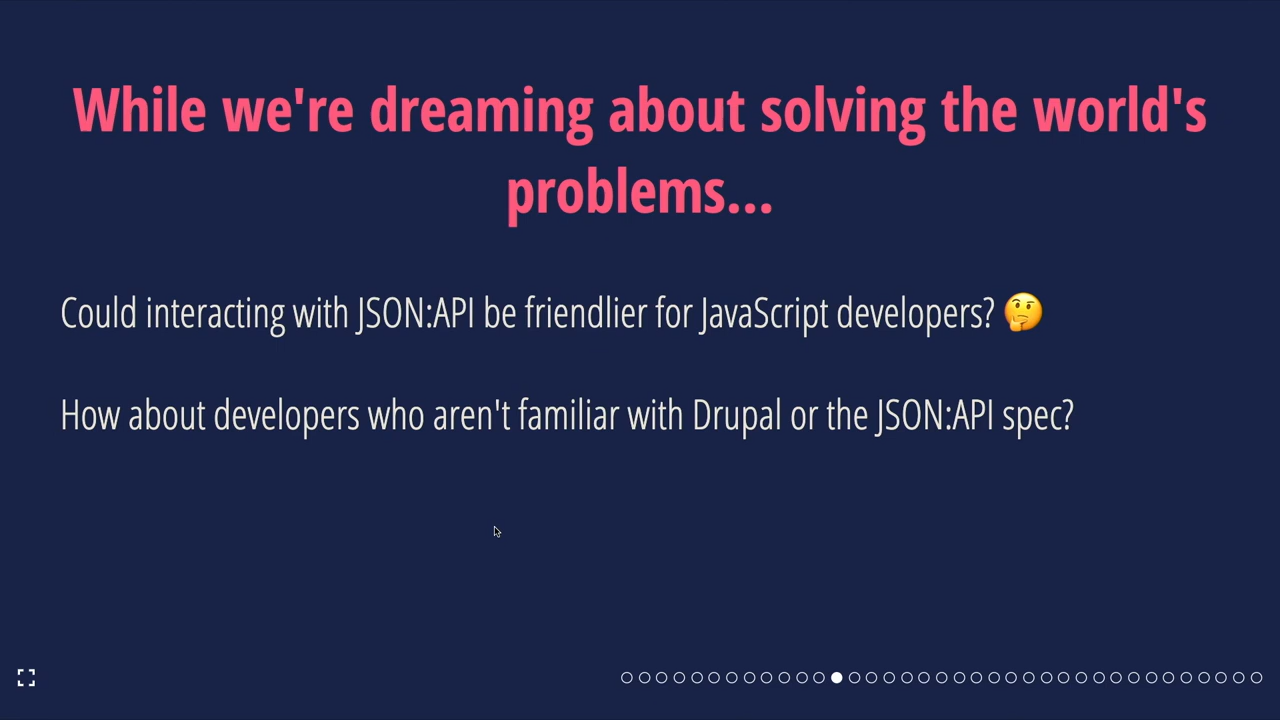 While we're dreaming about solving the world's
problems...
Could interacting with JSON:API be friendlier for JavaScript developers? 🤔
How about developers who aren't familiar with Drupal or the JSON:API spec?